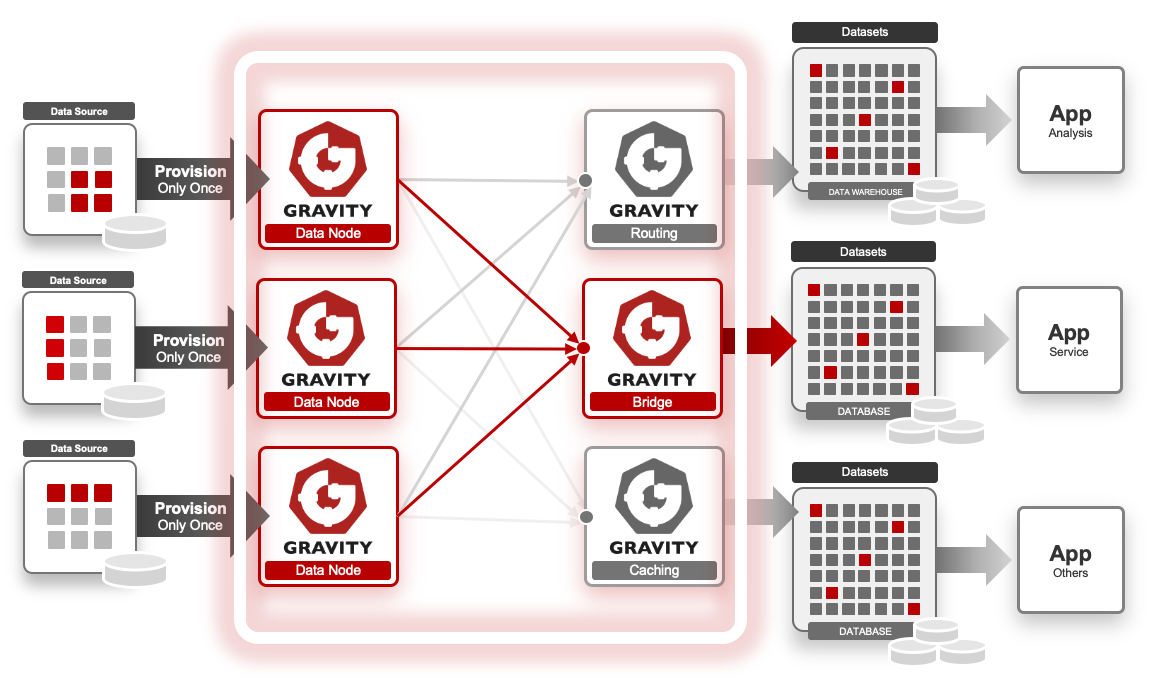 Data Source
Provision
Only Once
GRAVITY
Data Node
GRAVITY
Routing
Datasets
DATA WAREHOUSE
App
Analysis
Data Source
Provision
Only Once
GRAVITY
Data Node
GRAVITY
Bridge
Datasets
DATABASE
App
Service
Data Source
Provision
Only Once
GRAVITY
Data Node
GRAVITY
Caching
Datasets
DATABASE
App
Others